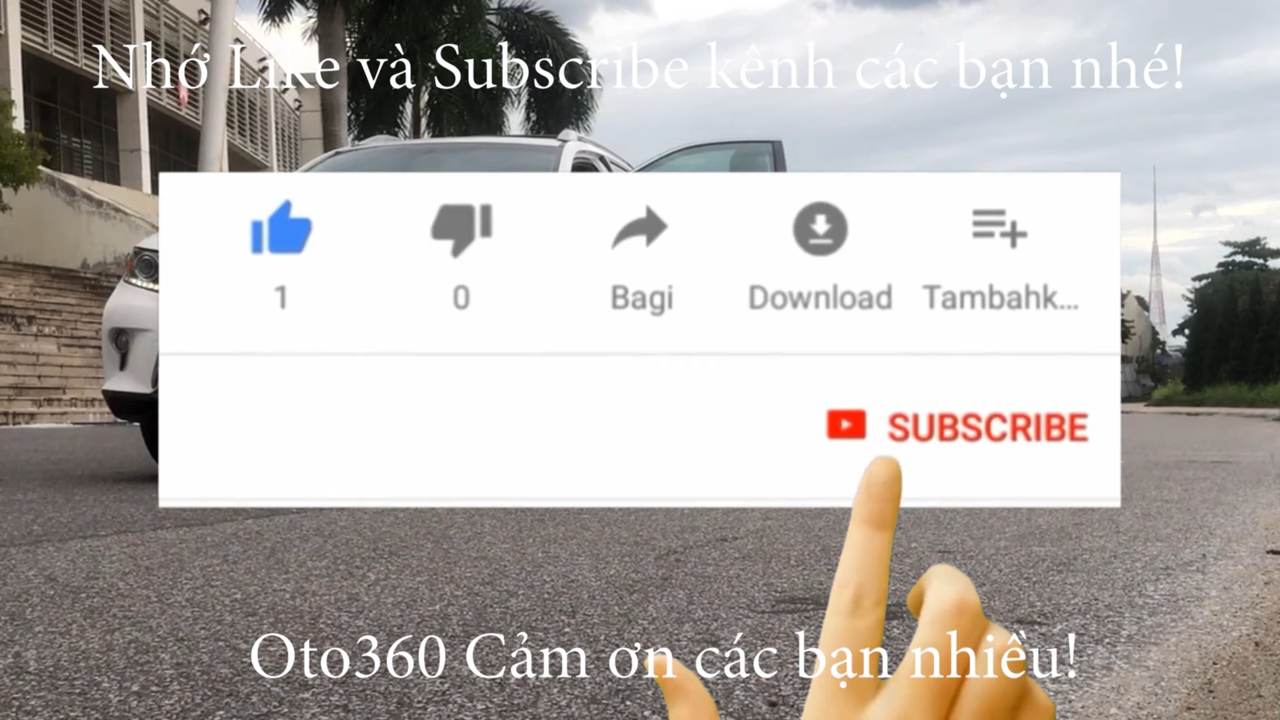 Nhớ Like và Subscribe kênh các bạn nhé!
1 0 Bagi Download Tambahk...
SUBSCRIBE
Oto360 Cảm ơn các bạn nhiều!